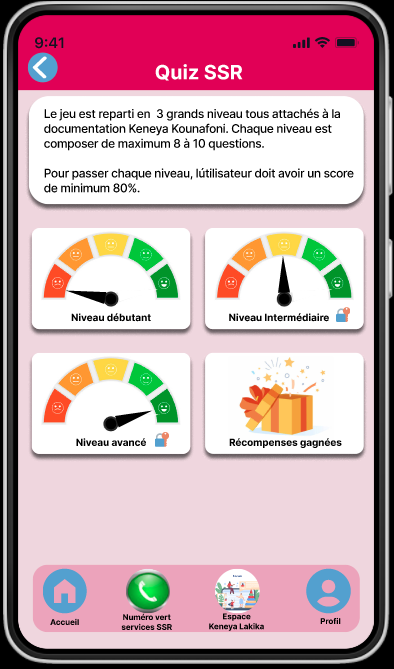 9:41
Quiz SSR
Le jeu est reparti en 3 grands niveau tous attachés à la
documentation Keneya Kounafoni. Chaque niveau est
composer de maximum 8 à 10 questions.
Pour passer chaque niveau, lútilisateur doit avoir un score
de minimum 80%.
Niveau débutant
Niveau Intermédiaire
Niveau avancé
Récompenses gagnées
Accueil
Numéro vert
services SSR
Espace
Keneya Lakika
Profil